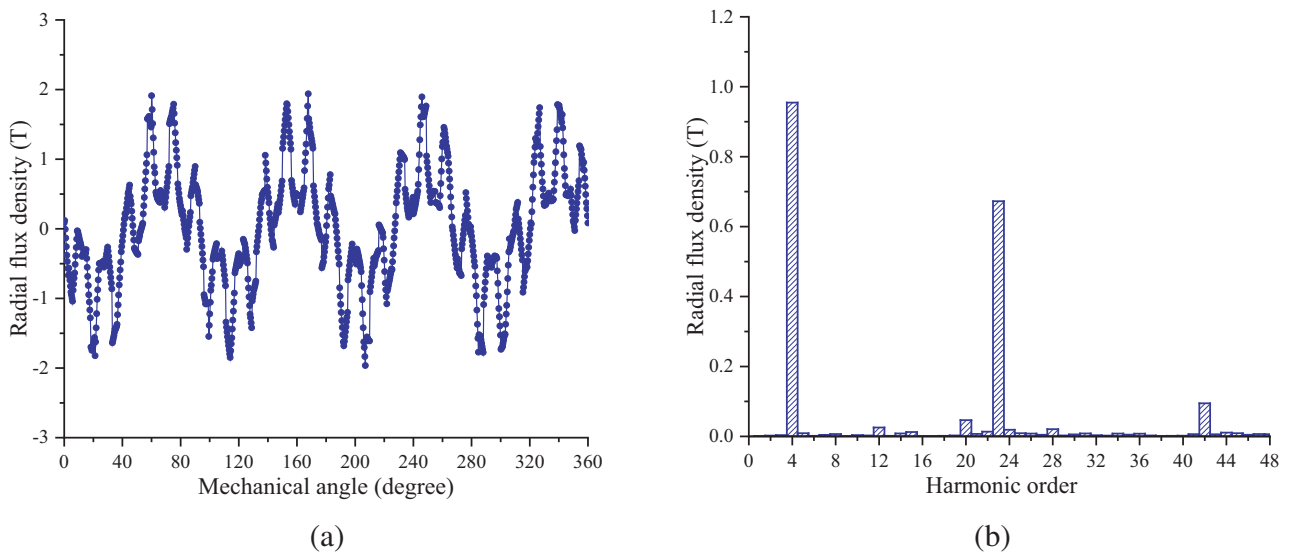 3
2
1
0
-1
-2
-3
Radial flux density (T)
0 40 80 120 160 200 240 280 320 360
Mechanical angle (degree)
(a)
1.2
1.0
0.8
0.6
0.4
0.2
0.0
Radial flux density (T)
0 4 8 12 16 20 24 28 32 36 40 44 48
Harmonic order
(b)